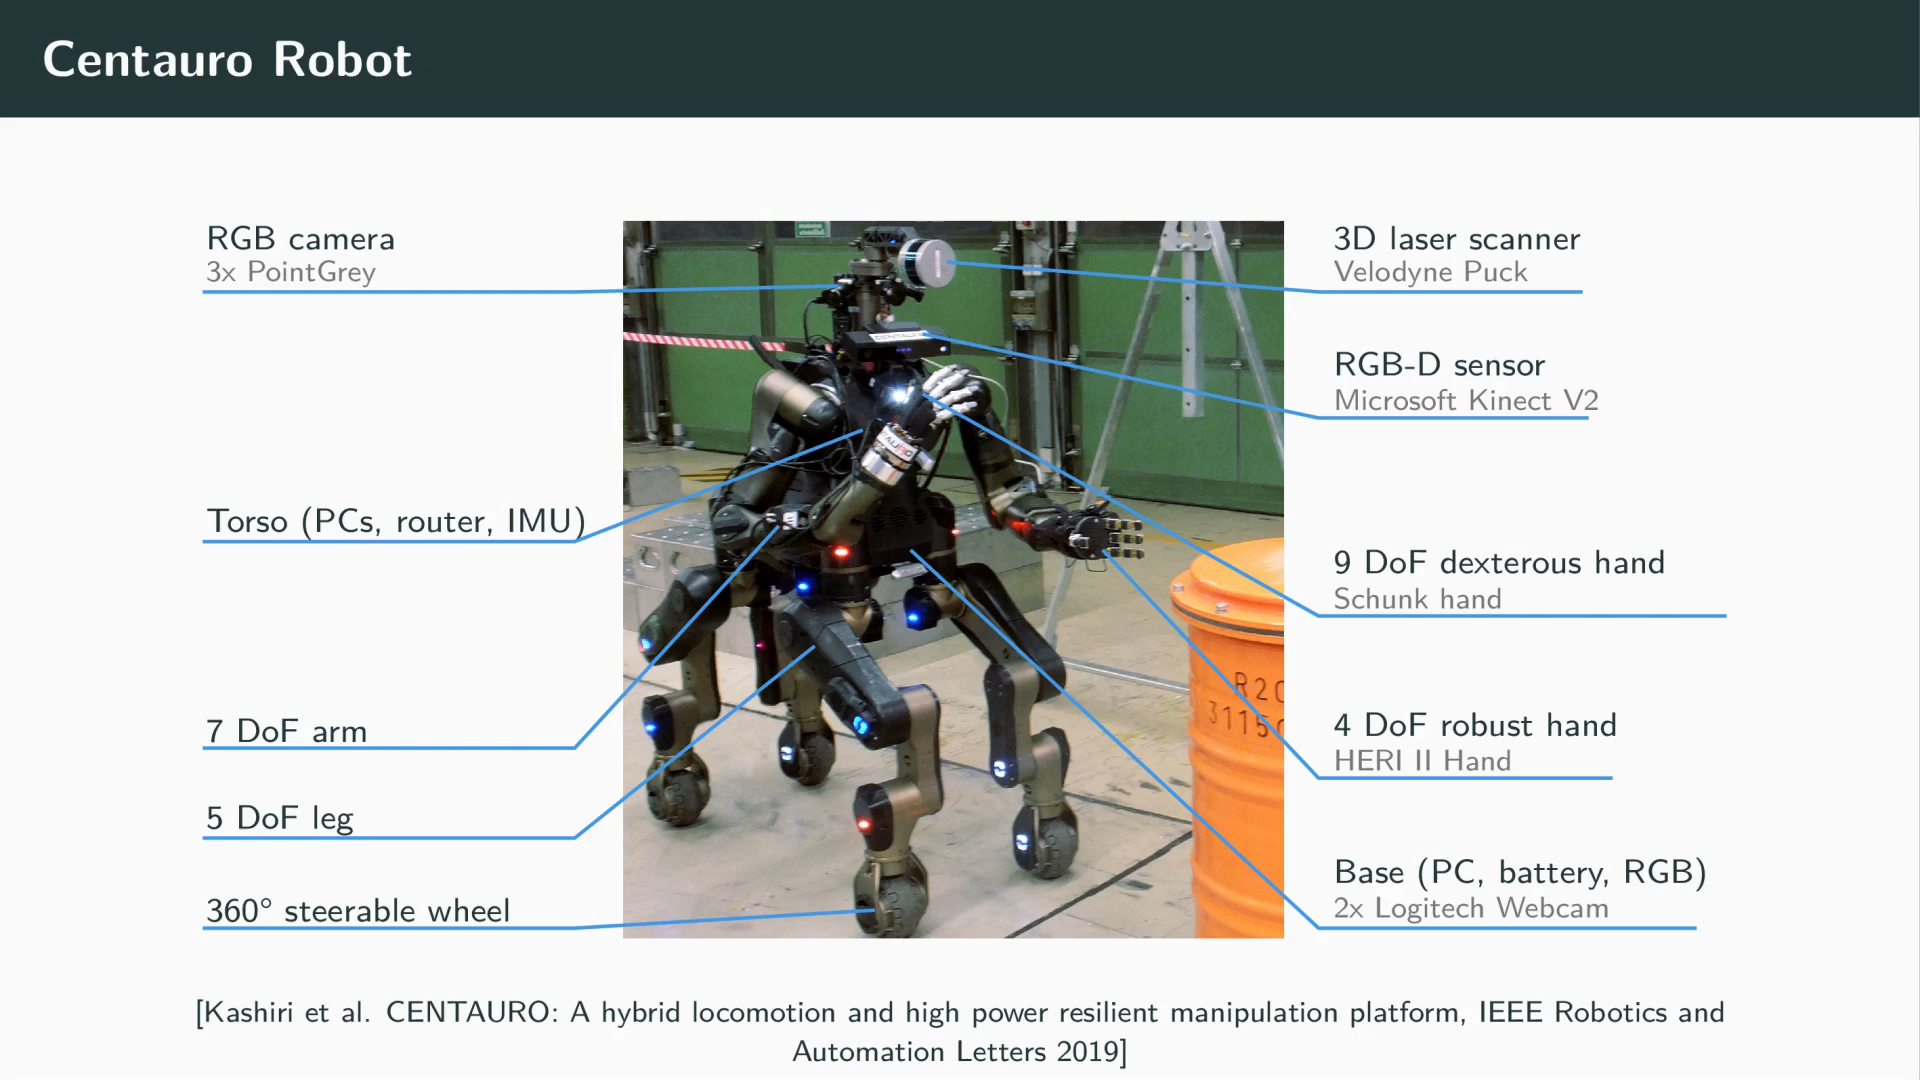 Centauro Robot
RGB camera
3x PointGrey
Torso (PCs, router, IMU)
7 DoF arm
5 DoF leg
360° steerable wheel
3D laser scanner
Velodyne Puck
RGB-D sensor
Microsoft Kinect V2
9 DoF dexterous hand
Schunk hand
4 DoF robust hand
HERI II Hand
Base (PC, battery, RGB)
2x Logitech Webcam
R20
3115
[Kashiri et al. CENTAURO: A hybrid locomotion and high power resilient manipulation platform, IEEE Robotics and
Automation Letters 2019]